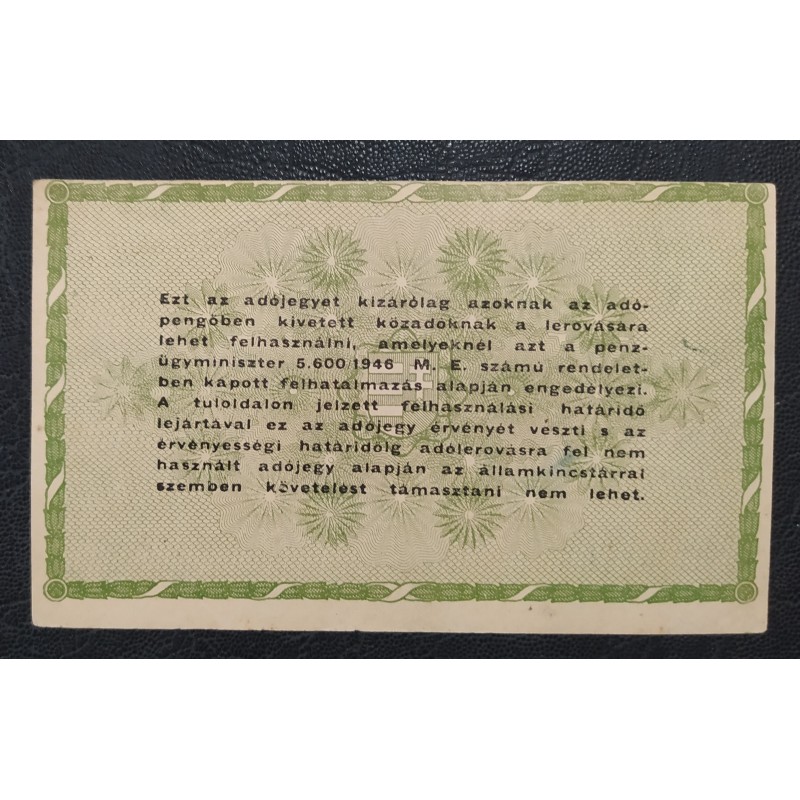 Ezt az adójegyet kizárólag azoknak az adó-
pengőben kivetett közadóknak a lerovására
lehet felhasználni, amelyeknél azt a pénz-
ügyminiszter 5.600/1946 M. E. számú rendelet-
ben kapott felhatalmazás alapján engedélyezi.
A túloldalon jelzett felhasználási határidő
lejártával ez az adójegy érvényét veszti s az
érvényességi határidőig adólerovásra fel nem
használt adójegy alapján az államkincstárral
szemben követelést támasztani nem lehet.